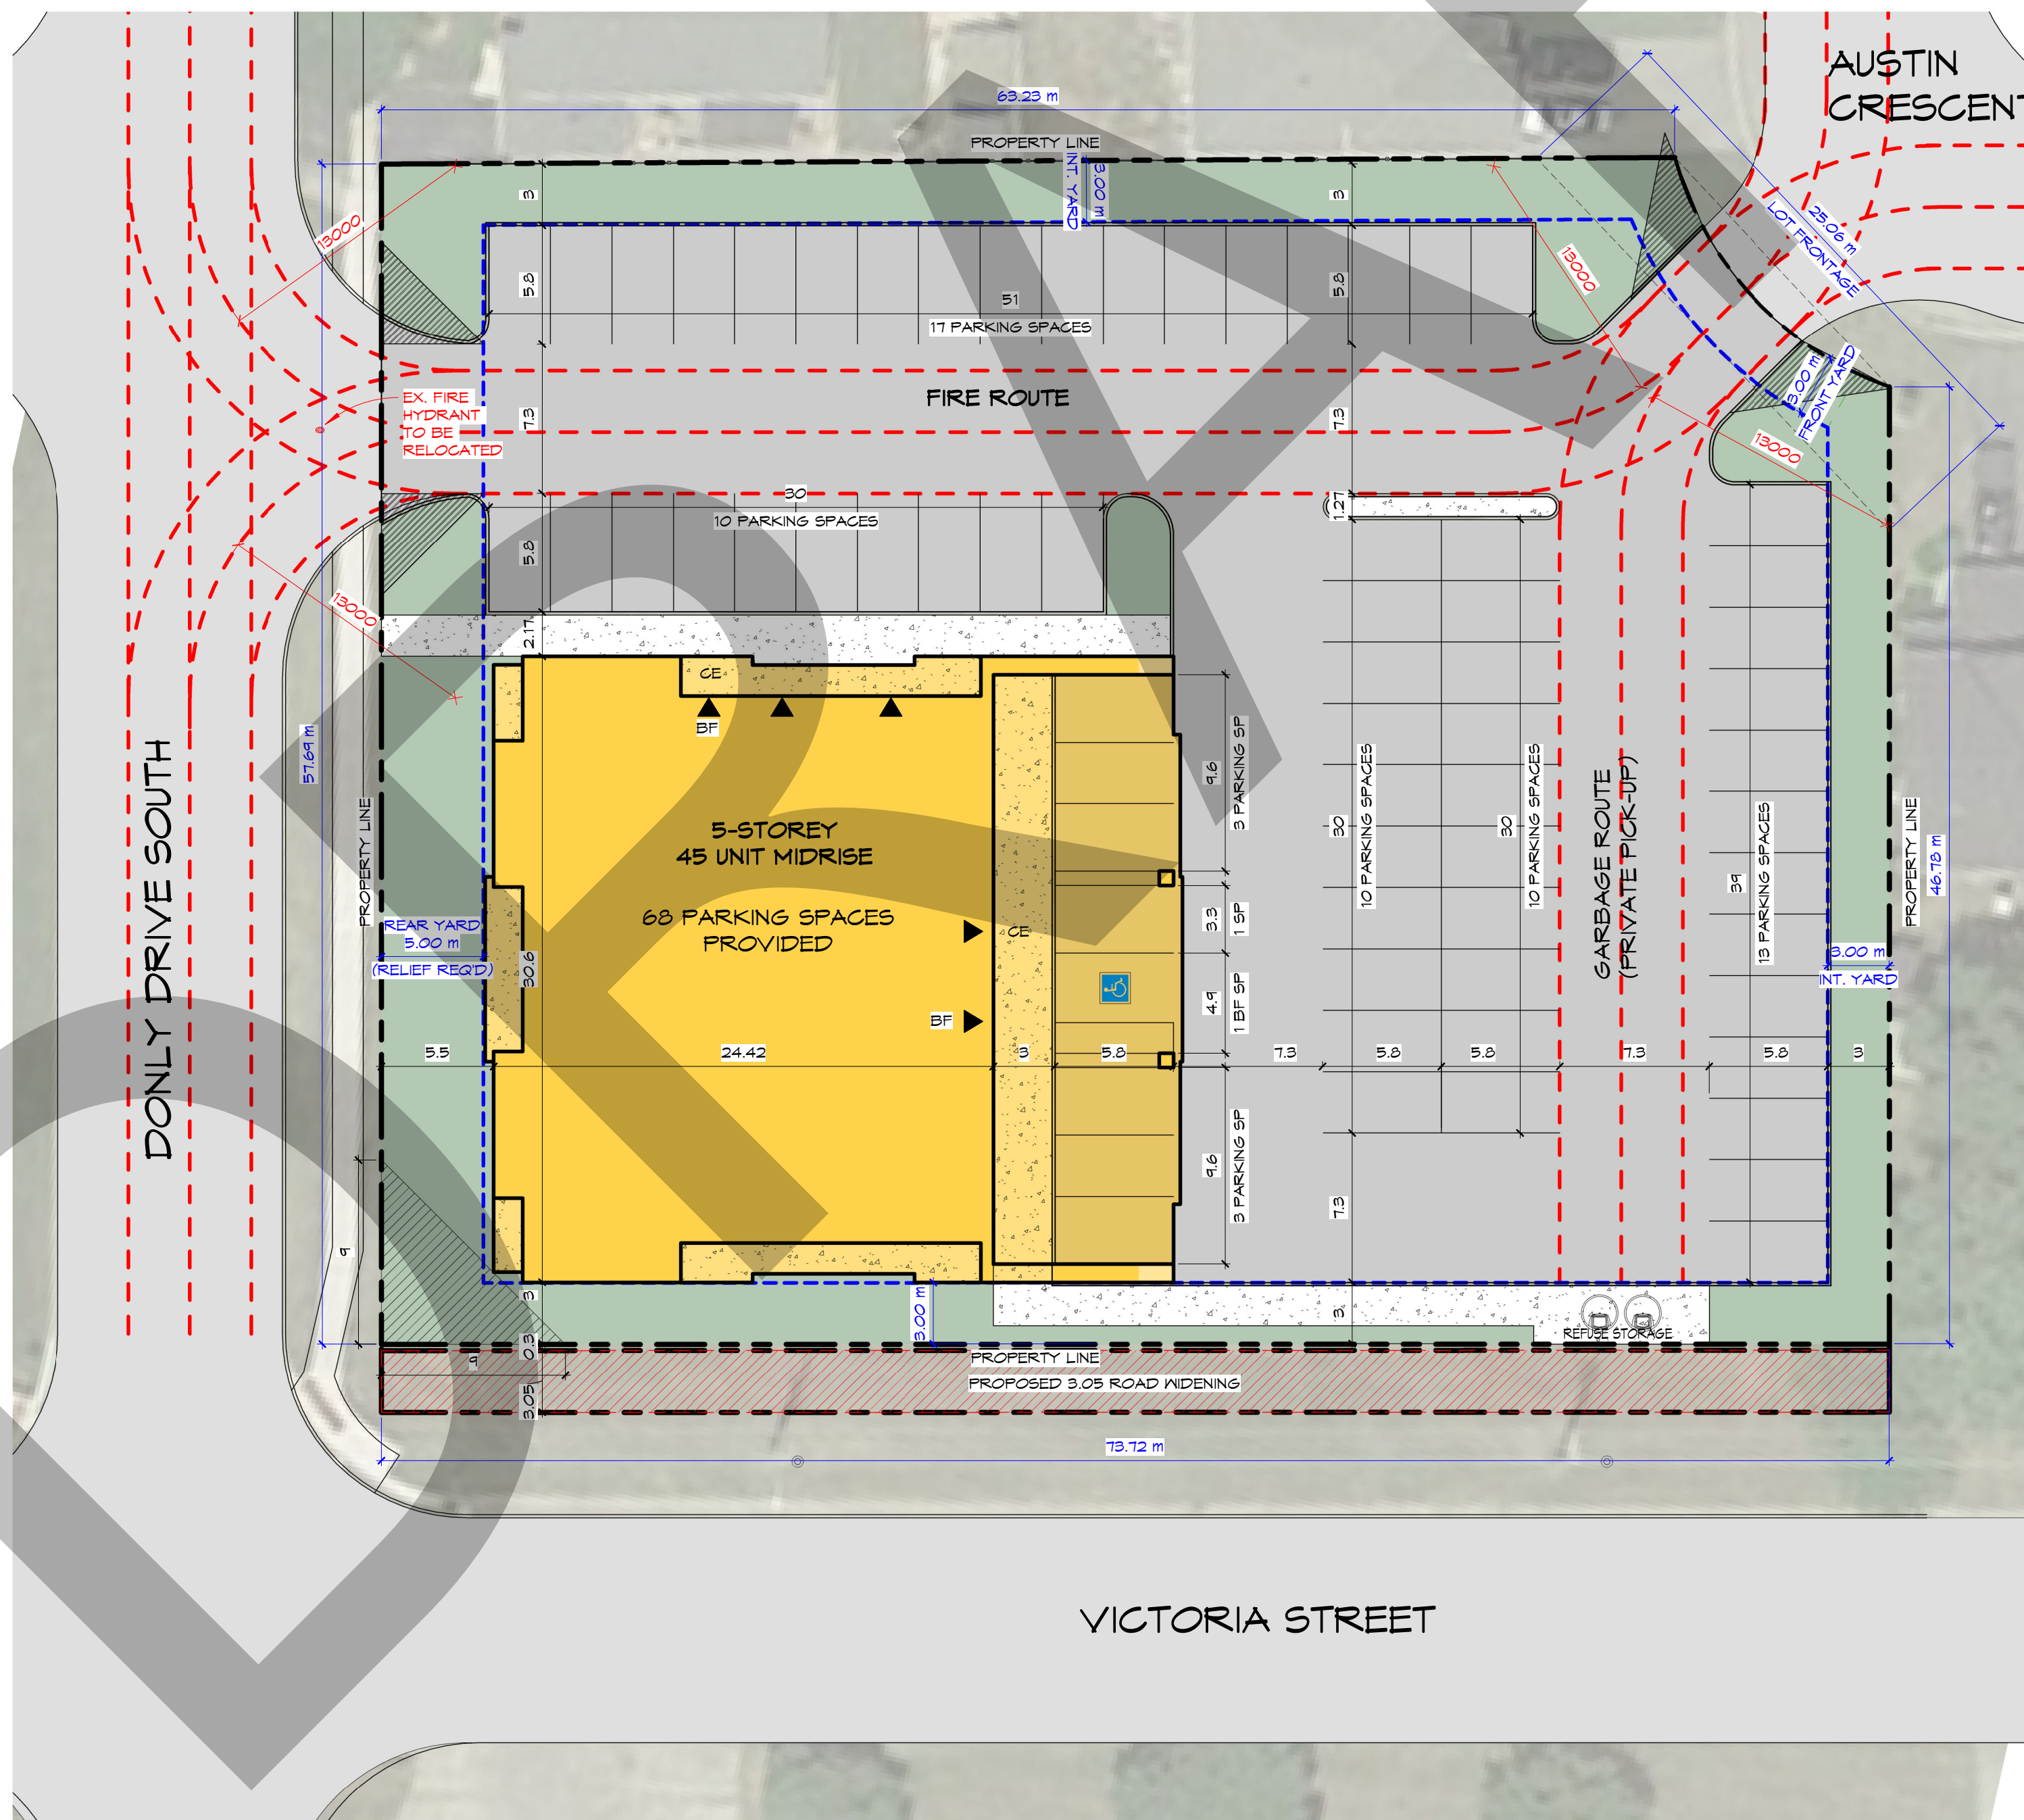 AUSTIN
CRESCENT
63.23 m
PROPERTY LINE
INT. YARD
3.00 m
3
3
25.06 m
LOT FRONTAGE
13000
13000
5.8
5.8
51
17 PARKING SPACES
3.00 m
FRONT YARD
13000
EX. FIRE
HYDRANT
TO BE
RELOCATED
FIRE ROUTE
7.3
7.3
30
10 PARKING SPACES
1.27
5.8
13000
2.17
CE
BF
57.69 m
DONLY DRIVE SOUTH
PROPERTY LINE
5-STOREY
45 UNIT MIDRISE
68 PARKING SPACES
PROVIDED
REAR YARD
5.00 m
(RELIEF REQ'D)
30.6
CE
BF
9.6
3 PARKING SP
3.3
1 SP
4.9
1 BF SP
9.6
3 PARKING SP
30
10 PARKING SPACES
30
10 PARKING SPACES
GARBAGE ROUTE
(PRIVATE PICK-UP)
39
13 PARKING SPACES
PROPERTY LINE
46.78 m
3.00 m
INT. YARD
5.5
24.42
3
5.8
7.3
5.8
5.8
7.3
5.8
3
7.3
9
3
3.00 m
3
REFUSE STORAGE
0.3
9
PROPERTY LINE
3.05
PROPOSED 3.05 ROAD WIDENING
73.72 m
VICTORIA STREET